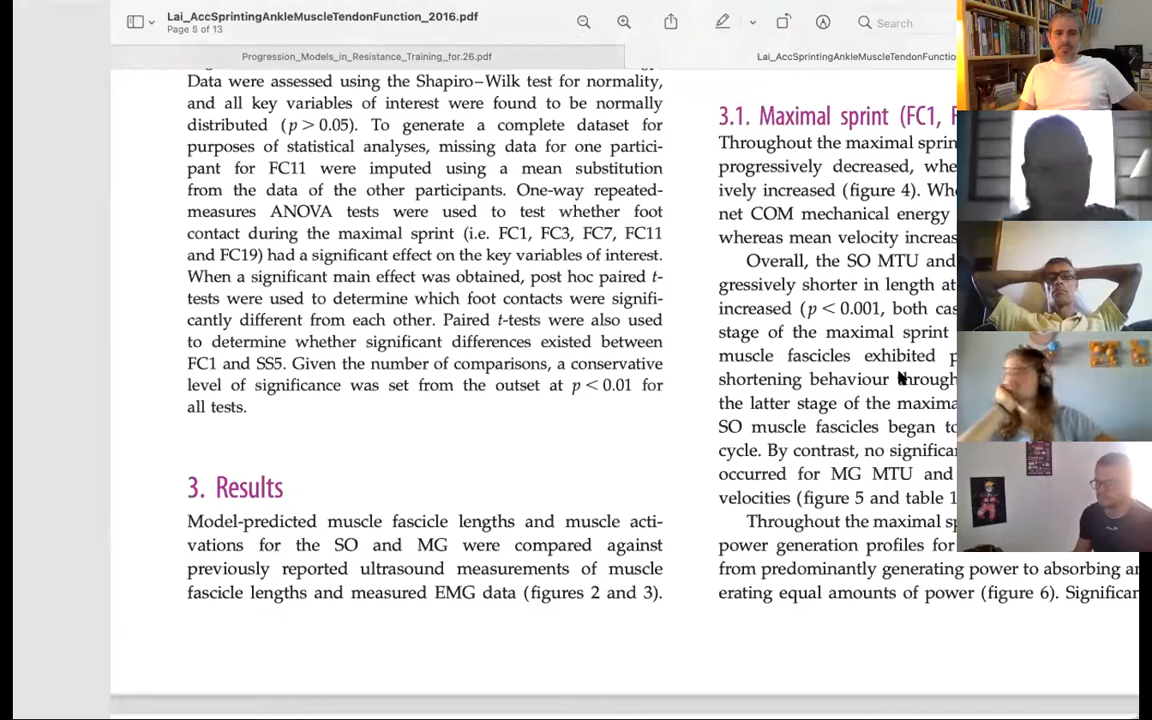 Lai_AccSprintingAnkleMuscleTendonFunction_2016.pdf
Page 5 of 13
Search
Progression_Models_in_Resistance_Training_for.26.pdf
Lai_AccSprintingAnkleMuscleTendonFunctio
Data were assessed using the Shapiro–Wilk test for normality,
and all key variables of interest were found to be normally
distributed (p > 0.05). To generate a complete dataset for
purposes of statistical analyses, missing data for one partici-
pant for FC11 were imputed using a mean substitution
from the data of the other participants. One-way repeated-
measures ANOVA tests were used to test whether foot
contact during the maximal sprint (i.e. FC1, FC3, FC7, FC11
and FC19) had a significant effect on the key variables of interest.
When a significant main effect was obtained, post hoc paired t-
tests were used to determine which foot contacts were signifi-
cantly different from each other. Paired t-tests were also used
to determine whether significant differences existed between
FC1 and SS5. Given the number of comparisons, a conservative
level of significance was set from the outset at p < 0.01 for
all tests.
3. Results
Model-predicted muscle fascicle lengths and muscle acti-
vations for the SO and MG were compared against
previously reported ultrasound measurements of muscle
fascicle lengths and measured EMG data (figures 2 and 3).
3.1. Maximal sprint (FC1,
Throughout the maximal sprin
progressively decreased, whe
ively increased (figure 4). Whe
net COM mechanical energy
whereas mean velocity increas
Overall, the SO MTU and
gressively shorter in length at
increased (p < 0.001, both cas
stage of the maximal sprint
muscle fascicles exhibited p
shortening behaviour through
the latter stage of the maxima
SO muscle fascicles began to
cycle. By contrast, no significa
occurred for MG MTU and
velocities (figure 5 and table 1
Throughout the maximal sp
power generation profiles for
from predominantly generating power to absorbing an
erating equal amounts of power (figure 6). Significan